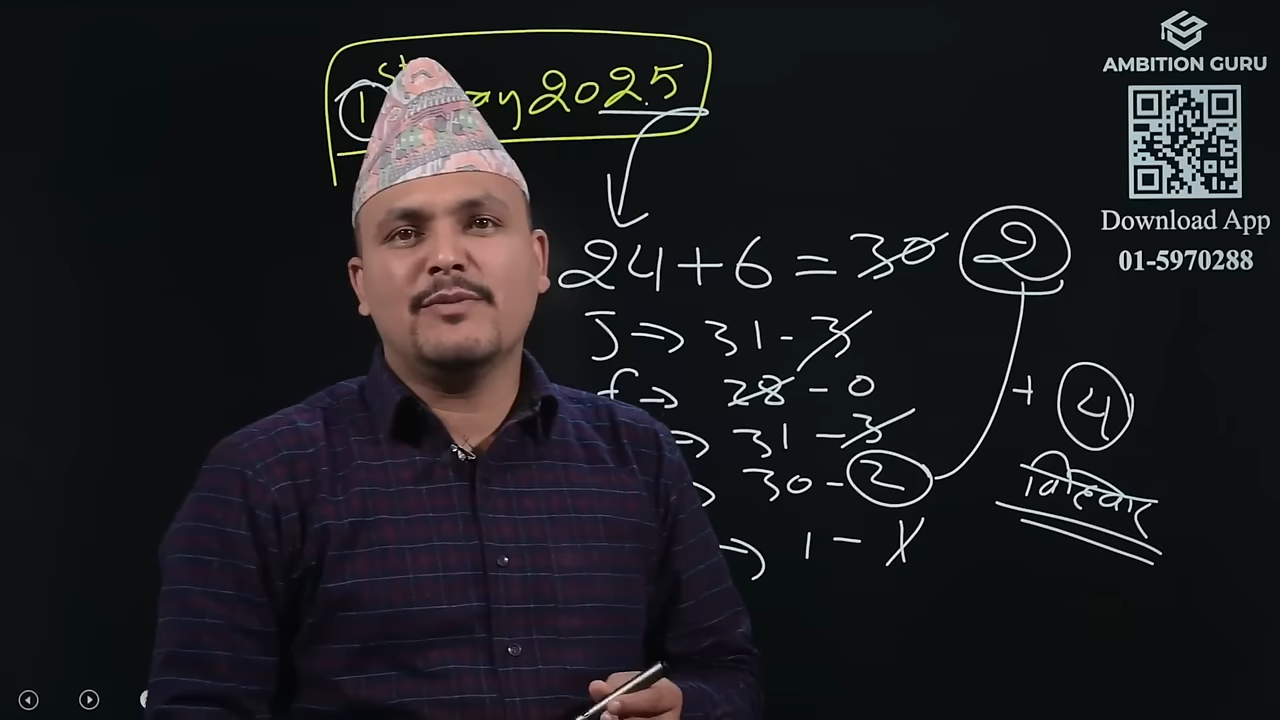 AMBITION GURU
1st ay 2025
Download App
01-5970288
24+6 = 30 2
J ⇒ 31 - 3
f ⇒ 28 - 0
⇒ 31 - 3
30 - 2
+ 4
बिहिवार
⇒ 1 - 1